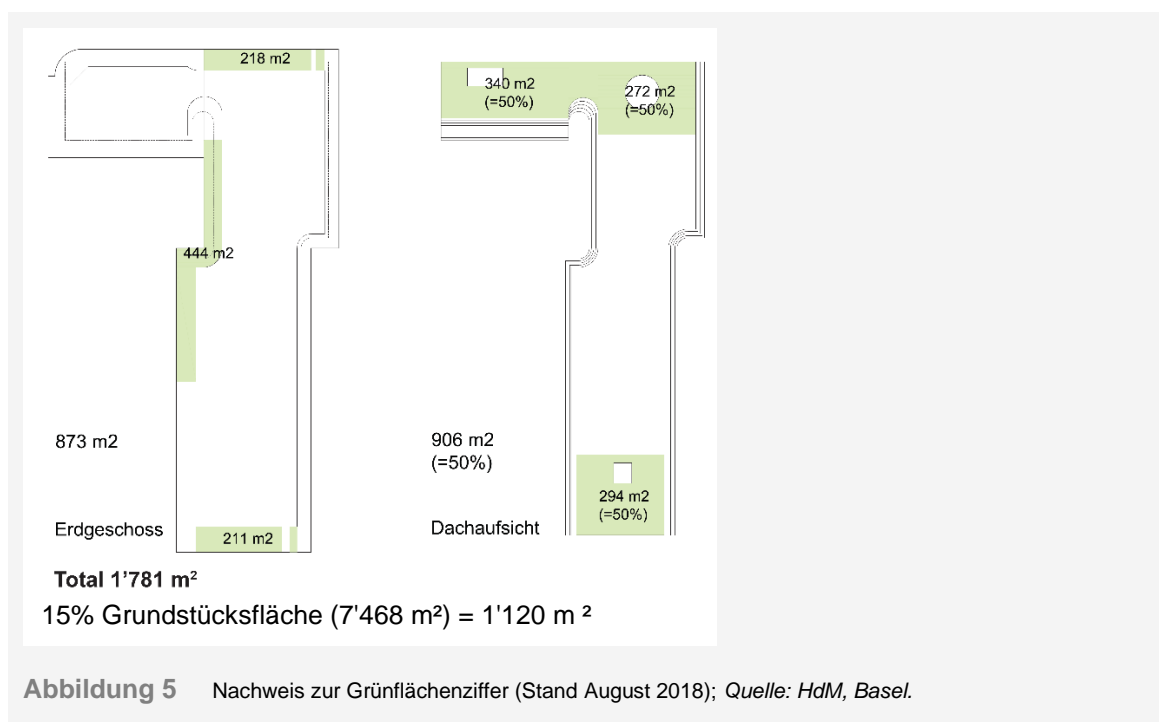 218 m2
444 m2
873 m2
Erdgeschoss
211 m2
340 m2
(=50%)
272 m2
(=50%)
906 m2
(=50%)
294 m2
(=50%)
Dachaufsicht
Total 1’781 m²
15% Grundstücksfläche (7'468 m²) = 1'120 m ²
Abbildung 5 Nachweis zur Grünflächenziffer (Stand August 2018); Quelle: HdM, Basel.